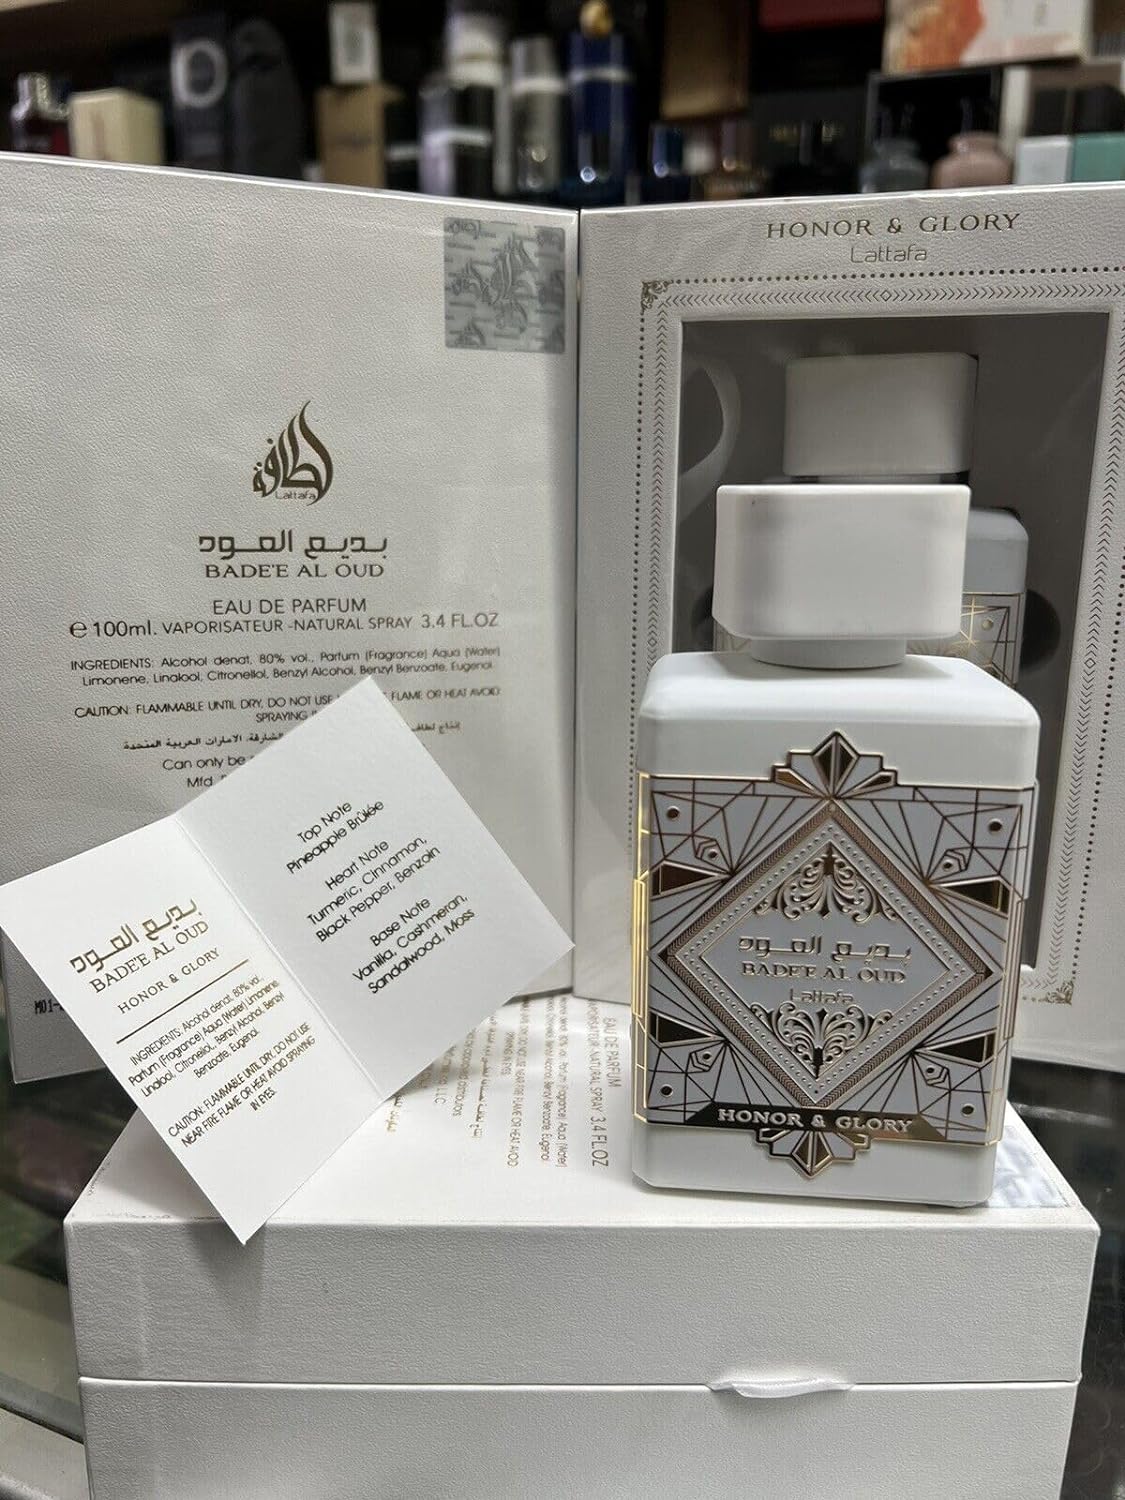 HONOR & GLORY
Lattafa
لطافة
Lattafa
بديع العود
BADE'E AL OUD
EAU DE PARFUM
e 100ml. VAPORISATEUR -NATURAL SPRAY 3.4 FL.OZ
INGREDIENTS: Alcohol denat, 80% vol., Parfum (Fragrance) Aqua (Water)
Limonene, Linalool, Citronellol, Benzyl Alcohol, Benzyl Benzoate, Eugenol.
CAUTION: FLAMMABLE UNTIL DRY, DO NOT USE FLAME OR HEAT AVOID
SPRAYING
إنتاج لطاف
الشارقة، الامارات العربية المتحدة
Can only be
Mfd.
Top Note
Pineapple Brûlée
Heart Note
Turmeric, Cinnamon,
Black Pepper, Benzoin
Base Note
Vanilla, Cashmeran,
Sandalwood, Moss
بديع العود
BADE'E AL OUD
HONOR & GLORY
INGREDIENTS: Alcohol denat, 80% vol.,
Parfum (Fragrance) Aqua (Water) Limonene,
Linalool, Citronellol, Benzyl Alcohol, Benzyl
Benzoate, Eugenol.
CAUTION: FLAMMABLE UNTIL DRY. DO NOT USE
NEAR FIRE FLAME OR HEAT AVOID SPRAYING
IN EYES.
بديع العود
BADE'E AL OUD
Lattafa
HONOR & GLORY
EAU DE PARFUM
NATURAL SPRAY 3.4 FL.OZ